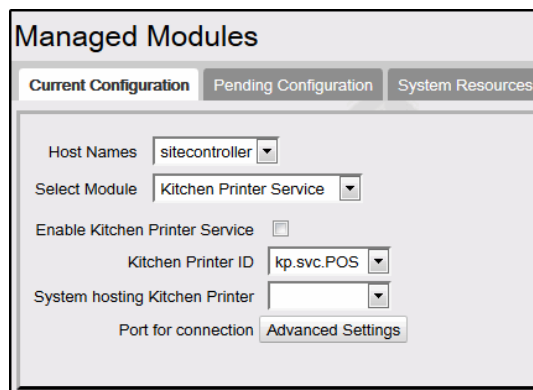 Managed Modules
Current Configuration Pending Configuration System Resources
Host Names sitecontroller
Select Module Kitchen Printer Service
Enable Kitchen Printer Service
Kitchen Printer ID kp.svc.POS
System hosting Kitchen Printer
Port for connection Advanced Settings